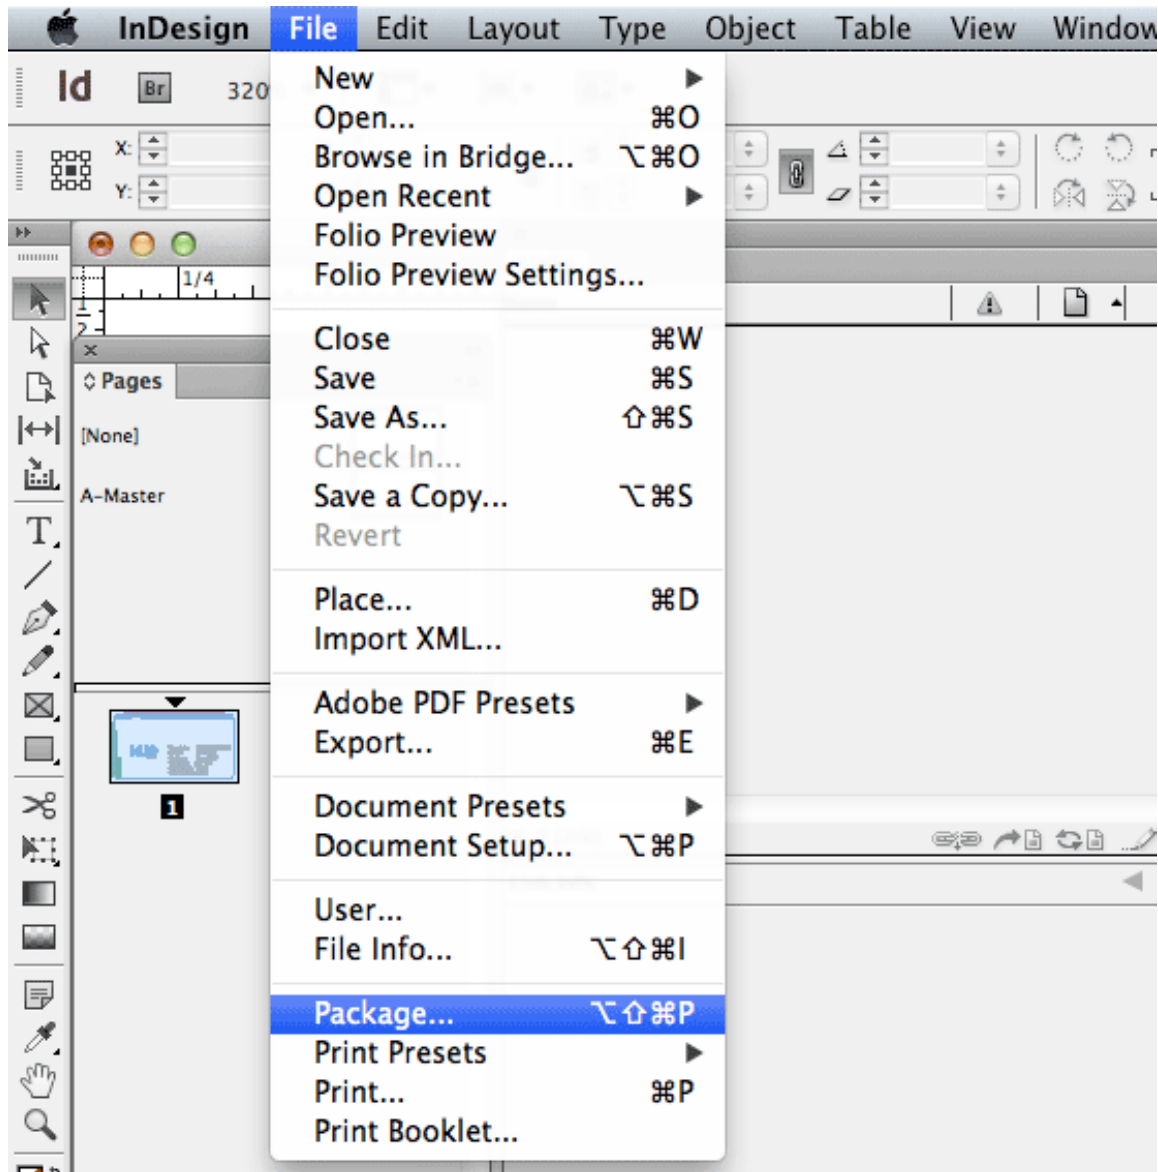 InDesign File Edit Layout Type Object Table View Window
Id Br 320
New
Open... ⌘O
X:
Browse in Bridge... ⌥⌘O
Y:
Open Recent
Folio Preview
Folio Preview Settings...
1/4
1
2
Close ⌘W
Save ⌘S
Pages
Save As... ⇧⌘S
[None]
Check In...
A-Master
Save a Copy... ⌥⌘S
Revert
Place... ⌘D
Import XML...
Adobe PDF Presets
Export... ⌘E
1
Document Presets
Document Setup... ⌥⌘P
User...
File Info... ⌥⇧⌘I
Package... ⌥⇧⌘P
Print Presets
Print... ⌘P
Print Booklet...